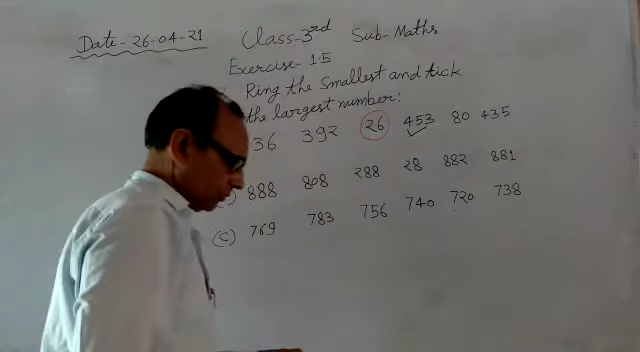 Date-26-04-21 Class-3rd Sub-Maths
Exercise-1.5
Ring the Smallest and tick
the largest number:
36 392 26 453 80 435
888 808 288 28 882 881
(C) 769 783 756 740 720 738